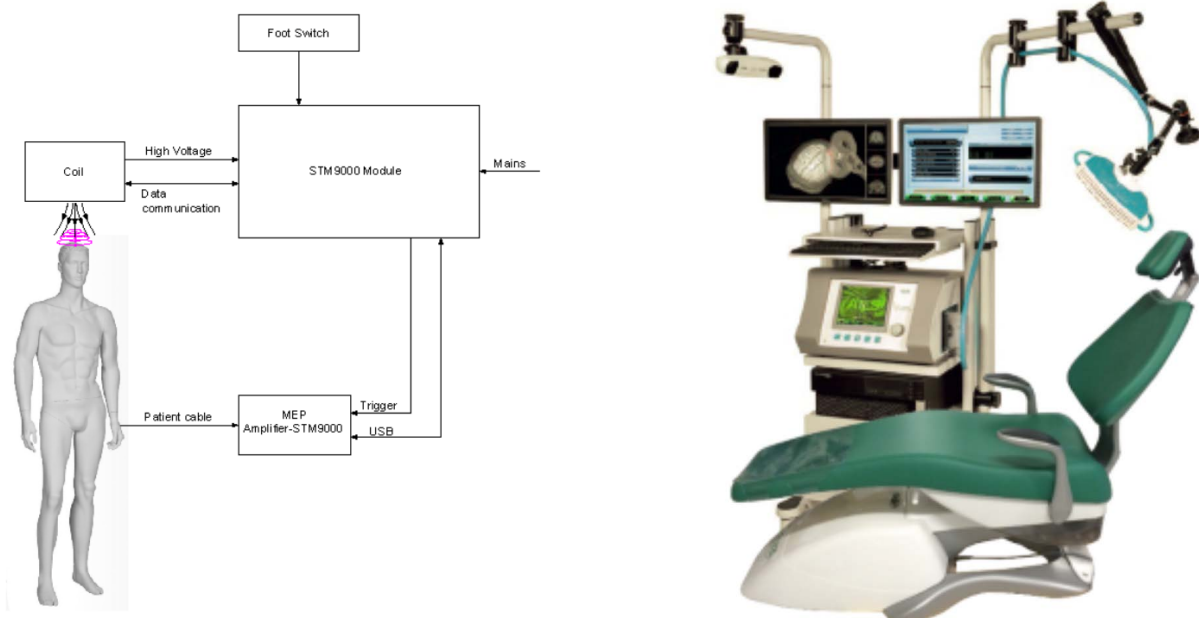 Foot Switch
High Voltage
Mains
Coil
STM9000 Module
Data
communication
Trigger
Patient cable
MEP
Amplifier-STM9000
USB